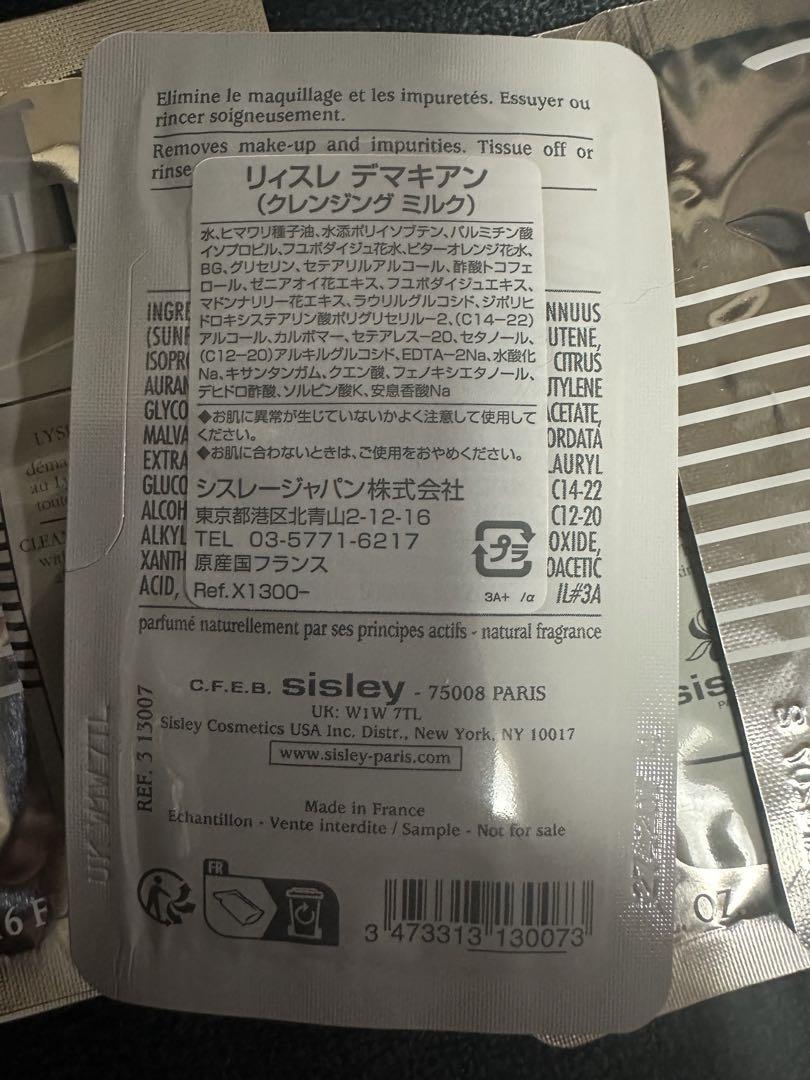 Elimine le maquillage et les impuretés. Essuyer ou
rincer soigneusement.
Removes make-up and impurities. Tissue off or
rinse
リィスレ デマキアン
(クレンジング ミルク)
水、ヒマワリ種子油、水添ポリイソブテン、パルミチン酸
イソプロピル、フユボダイジュ花水、ビターオレンジ花水、
BG、グリセリン、セテアリルアルコール、酢酸トコフェ
ロール、ゼニアオイ花エキス、フユボダイジュエキス、
マドンナリリー花エキス、ラウリルグルコシド、ジポリヒ
ドロキシステアリン酸ポリグリセリル-2、(C14-22)
アルコール、カルボマー、セテアレス-20、セタノール、
(C12-20)アルキルグルコシド、EDTA-2Na、水酸化
Na、キサンタンガム、クエン酸、フェノキシエタノール、
デヒドロ酢酸、ソルビン酸K、安息香酸Na
◆お肌に異常が生じていないかよく注意して使用して
ください。
◆お肌に合わないときは、ご使用をおやめください。
シスレージャパン株式会社
東京都港区北青山2-12-16
TEL 03-5771-6217
原産国フランス
Ref.X1300-
プラ
3A+ /α
INGRE NNUUS
(SUNF UTENE,
ISOPR CITRUS
AURAN TYLENE
GLYCO ACETATE,
MALVA ORDATA
EXTRA LAURYL
GLUCO C14-22
ALCOH C12-20
ALKYL OXIDE,
XANTH OACETIC
ACID, IL#3A
parfumé naturellement par ses principes actifs - natural fragrance
C.F.E.B. sisley - 75008 PARIS
UK: W1W 7TL
Sisley Cosmetics USA Inc. Distr., New York, NY 10017
www.sisley-paris.com
REF. 3 13007
Made in France
Echantillon - Vente interdite / Sample - Not for sale
FR
3 473313 130073
UK: W1W 7TL
LYS
déma
au L
tout
CLEAN
wit
sis
OZ.
6 F